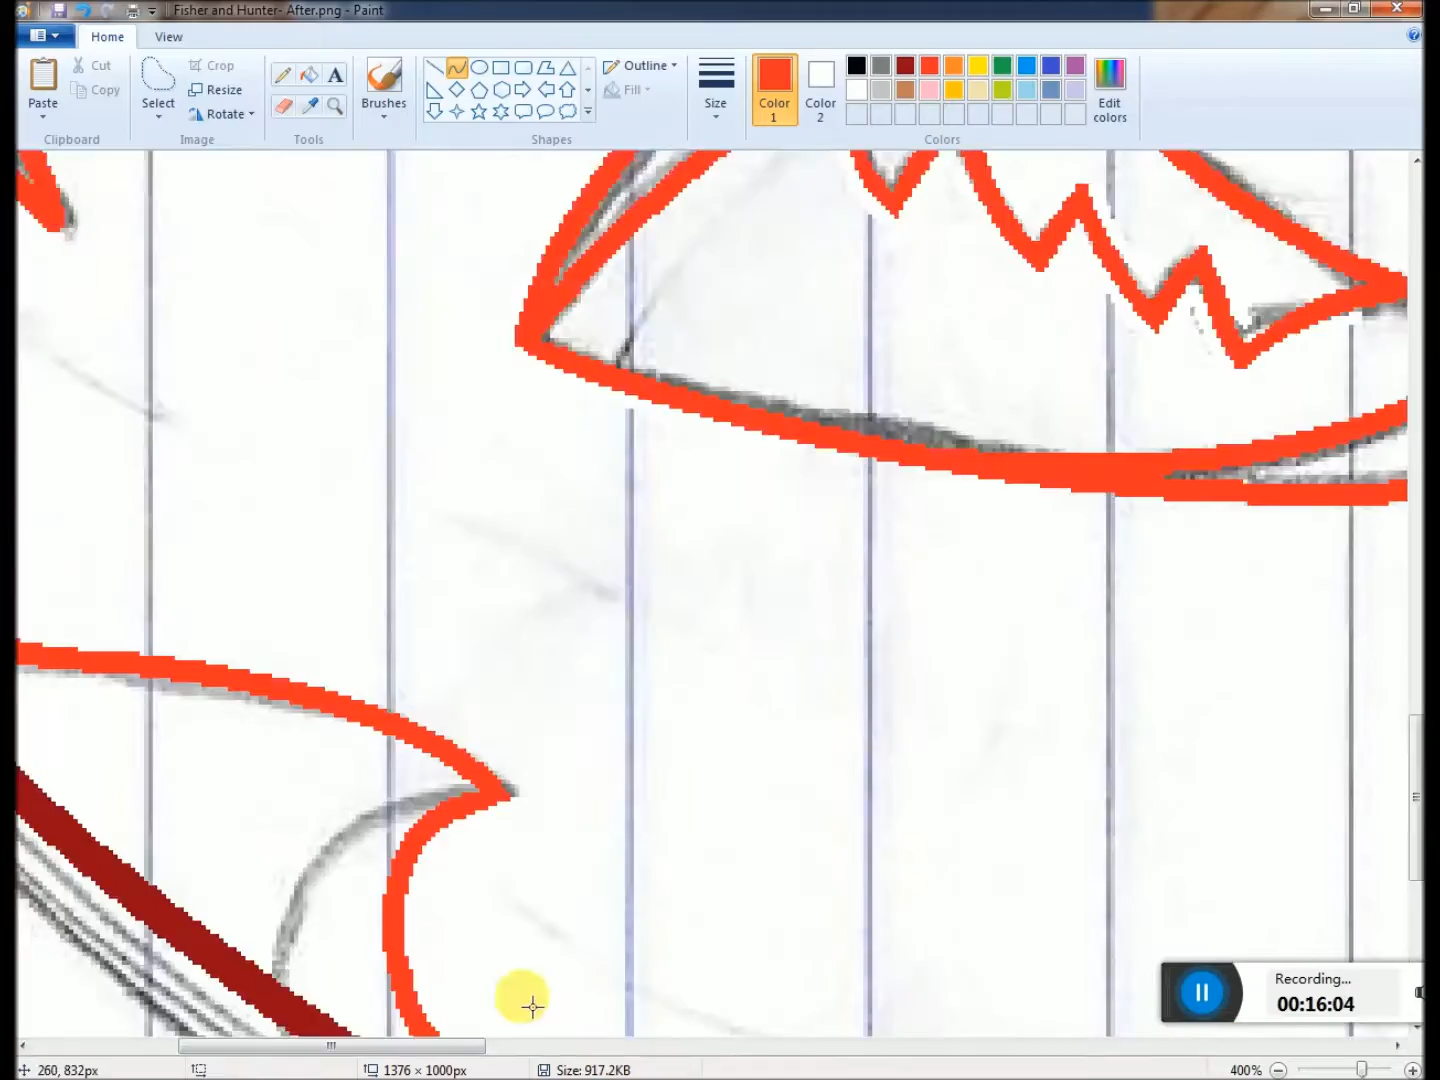 Fisher and Hunter- After.png - Paint
Home
View
Paste
Cut
Copy
Clipboard
Select
Crop
Resize
Rotate
Image
A
Tools
Brushes
Outline
Fill
Shapes
Size
Color
1
Color
2
Edit
colors
Colors
Recording...
00:16:04
260, 832px
1376 × 1000px
Size: 917.2KB
400%